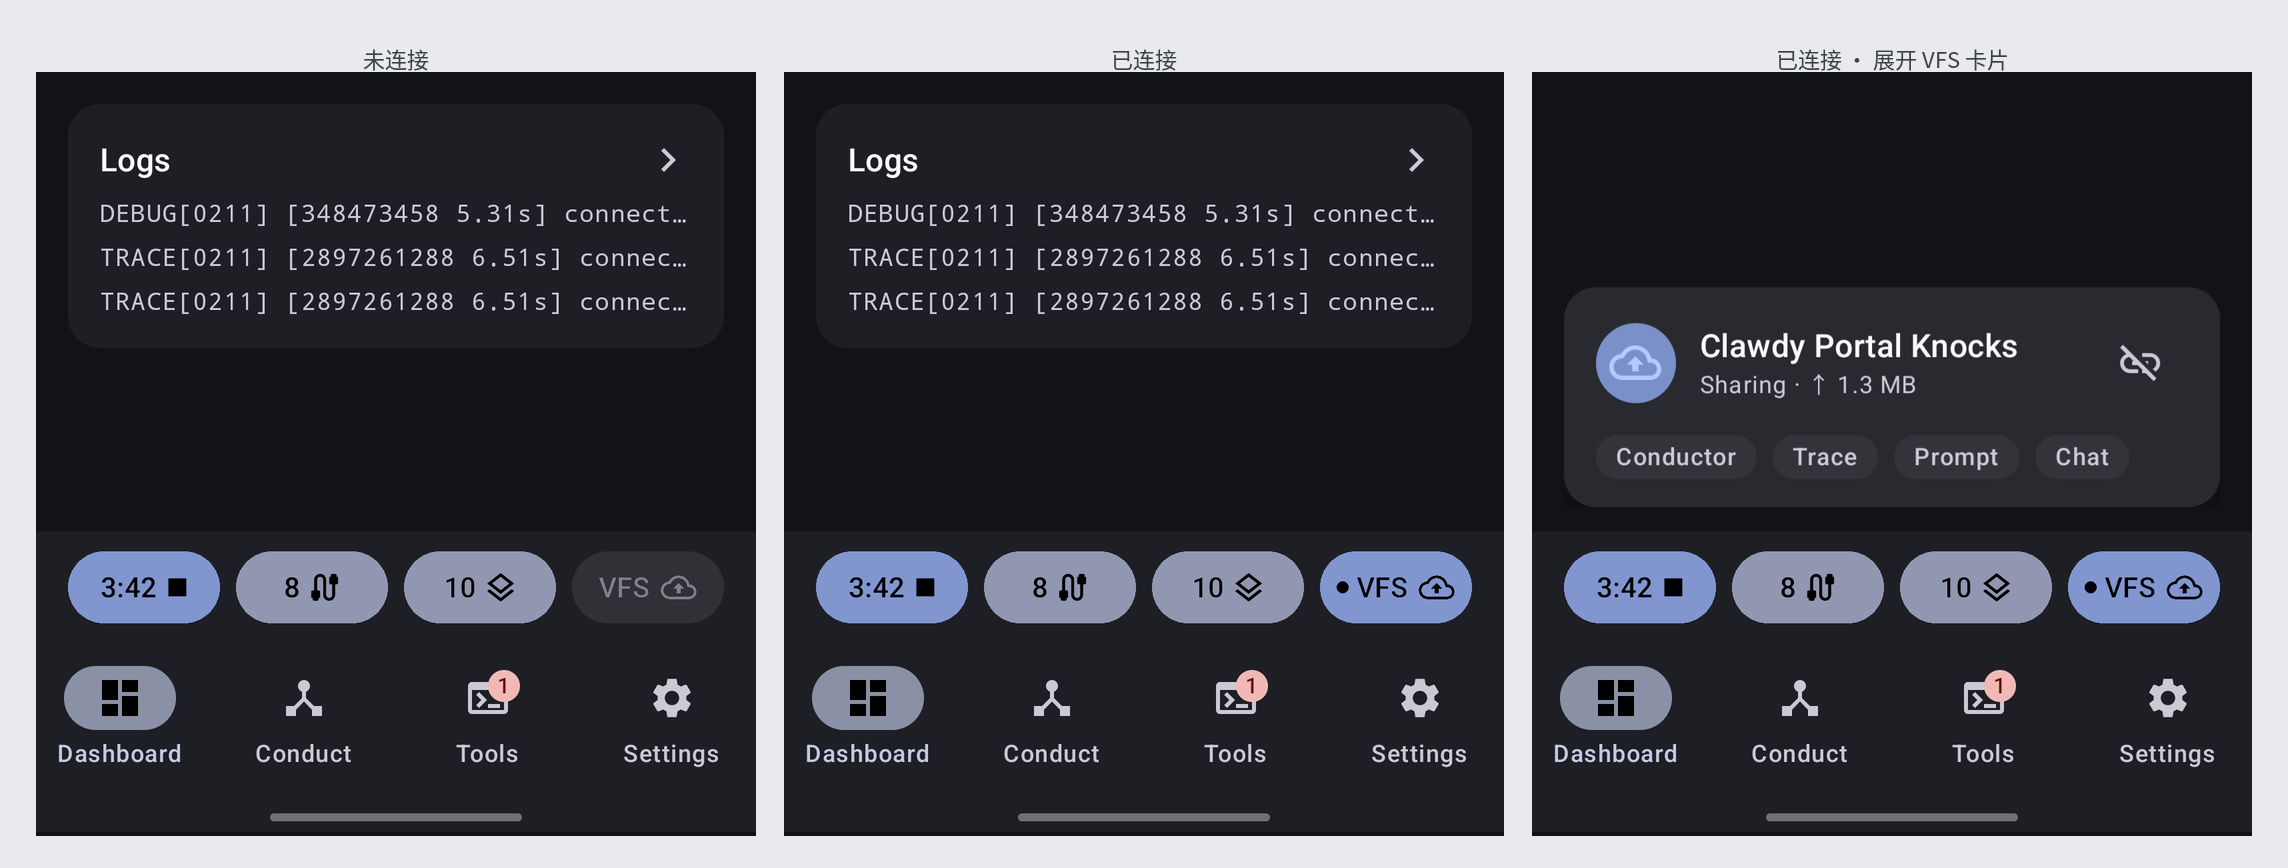 未连接
Logs
DEBUG[0211] [348473458 5.31s] connect…
TRACE[0211] [2897261288 6.51s] connec…
TRACE[0211] [2897261288 6.51s] connec…
3:42 8 10 VFS
1
Dashboard Conduct Tools Settings
已连接
Logs
DEBUG[0211] [348473458 5.31s] connect…
TRACE[0211] [2897261288 6.51s] connec…
TRACE[0211] [2897261288 6.51s] connec…
3:42 8 10 • VFS
1
Dashboard Conduct Tools Settings
已连接 · 展开 VFS 卡片
Clawdy Portal Knocks
Sharing · ↑ 1.3 MB
Conductor Trace Prompt Chat
3:42 8 10 • VFS
1
Dashboard Conduct Tools Settings